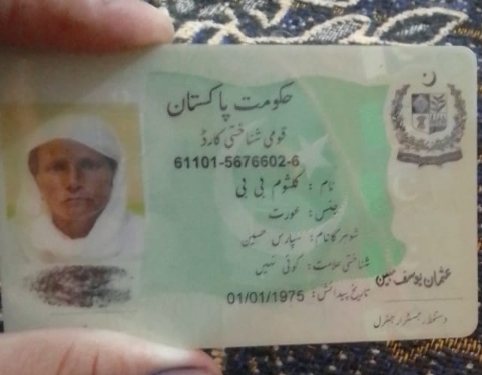 حکومت پاکستان
قومی شناختی کارڈ
61101-5676602-6
نام : کلثوم بی بی
جنس : عورت
شوہر کا نام : سپارس حسین
شناختی علامت : کوئی نہیں
تاریخ پیدائش : 01/01/1975
عثمان یوسف مبین
دستخط رجسٹرار جنرل